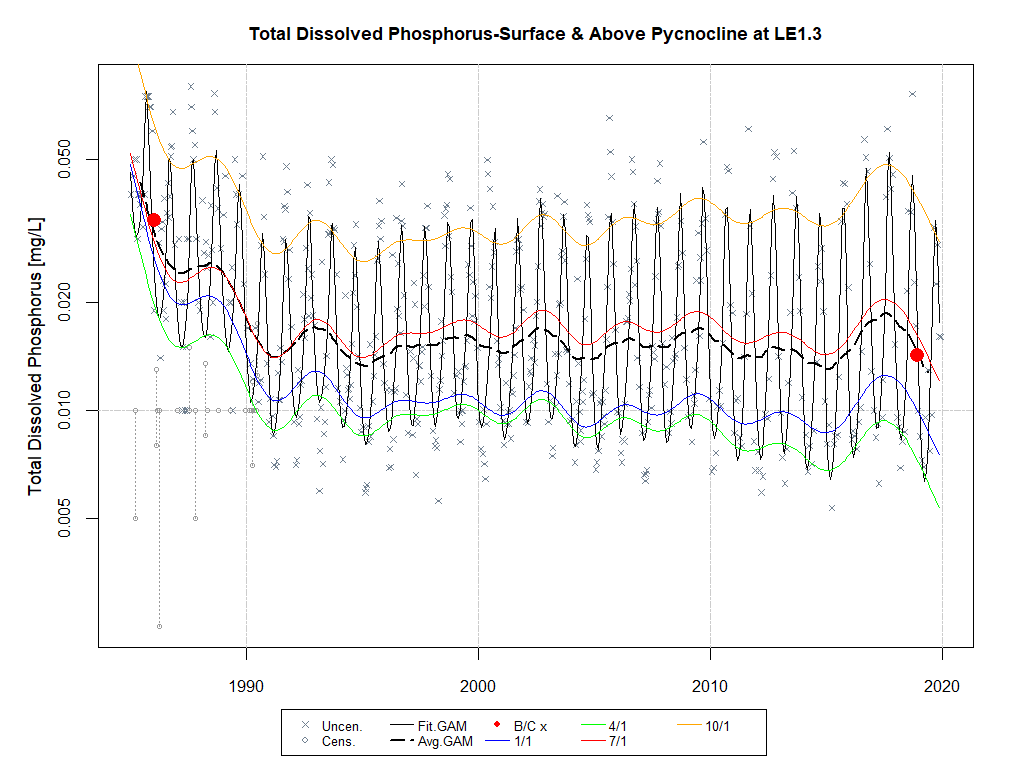 Total Dissolved Phosphorus-Surface & Above Pycnocline at LE1.3
Total Dissolved Phosphorus [mg/L]
0.050
0.020
0.010
0.005
1990 2000 2010 2020
Uncen. Fit.GAM B/C x 4/1 10/1
Cens. Avg.GAM 1/1 7/1